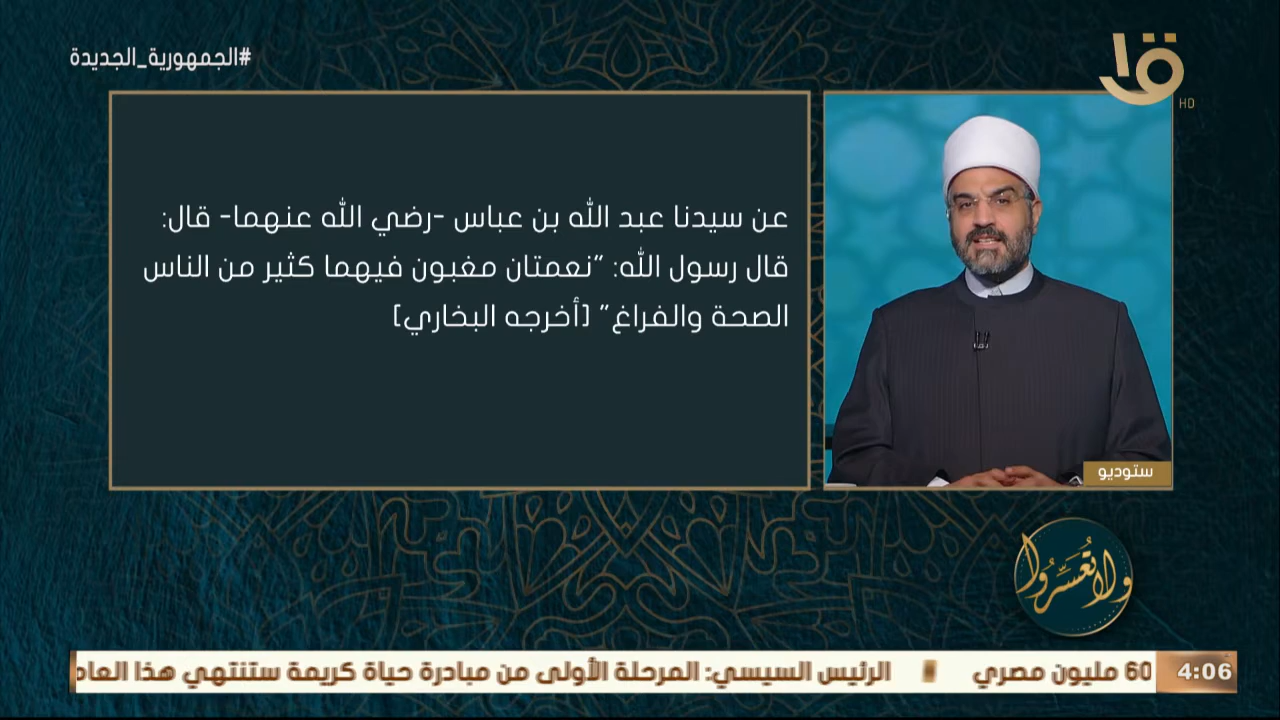 #الجمهورية_الجديدة
HD
عن سيدنا عبد الله بن عباس -رضي الله عنهما- قال:
قال رسول الله: "نعمتان مغبون فيهما كثير من الناس
الصحة والفراغ" [أخرجه البخاري]
ستوديو
ولا تُعَسِّرُوا
4:06
60 مليون مصري
الرئيس السيسي: المرحلة الأولى من مبادرة حياة كريمة ستنتهي هذا العام